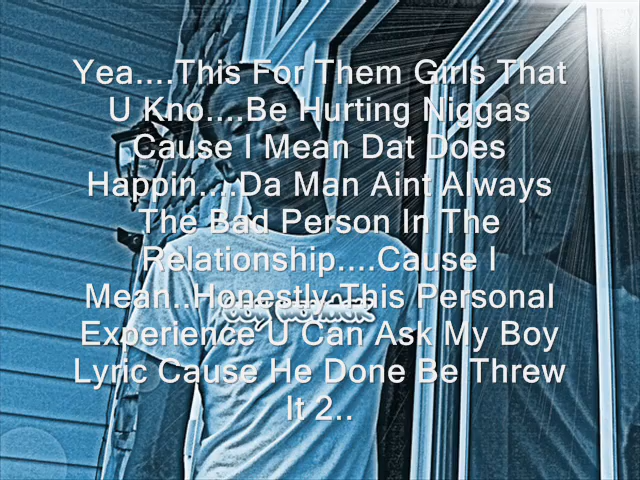 Yea....This For Them Girls That
U Kno....Be Hurting Niggas
Cause I Mean Dat Does
Happin....Da Man Aint Always
The Bad Person In The
Relationship....Cause I
Mean..Honestly This Personal
Experience U Can Ask My Boy
Lyric Cause He Done Be Threw
It 2..